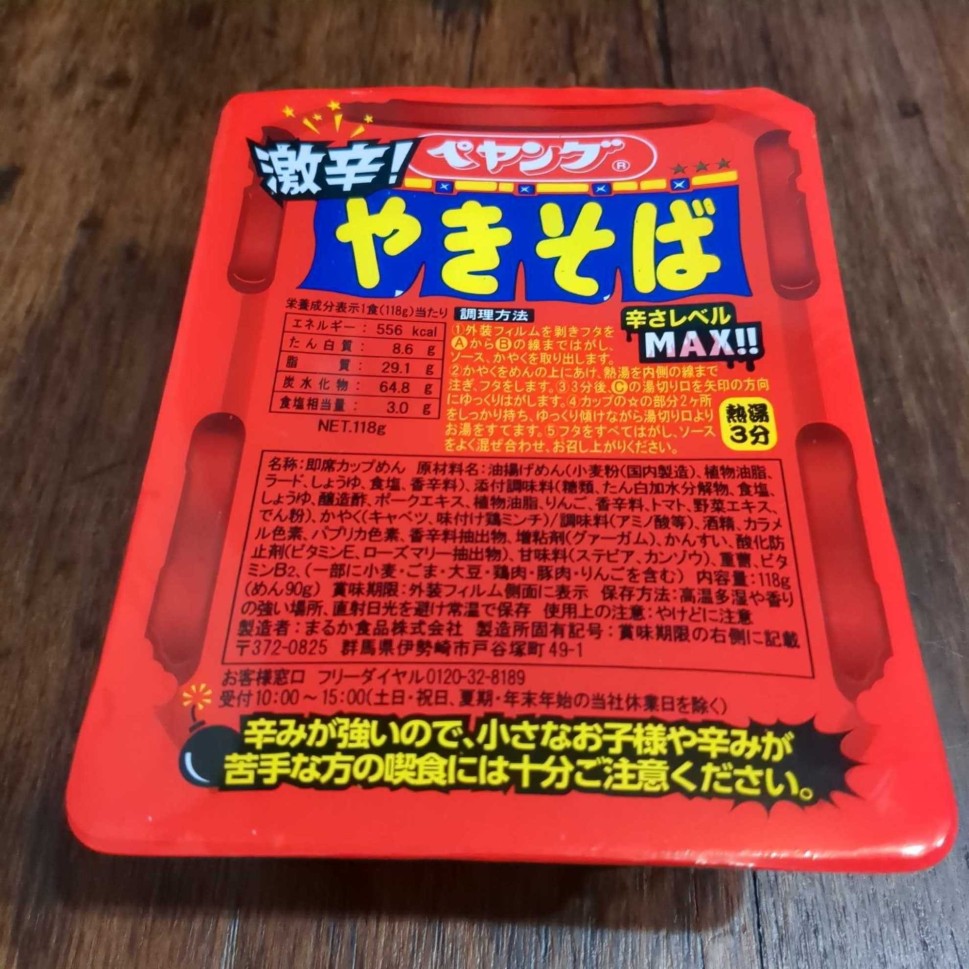 激辛!
ペヤング®
やきそば
辛さレベル
MAX!!
栄養成分表示1食(118g)当たり
エネルギー: 556 kcal
たん白質: 8.6 g
脂質: 29.1 g
炭水化物: 64.8 g
食塩相当量: 3.0 g
NET.118g
調理方法
1外装フィルムを剥きフタを
ⒶからⒷの線まではがし、
ソース、かやくを取り出します。
2かやくをめんの上にあけ、熱湯を内側の線まで
注ぎ、フタをします。3 3分後、Ⓒの湯切り口を矢印の方向
にゆっくりはがします。4カップの☆の部分2ヶ所
をしっかり持ち、ゆっくり傾けながら湯切り口より
お湯をすてます。5フタをすべてはがし、ソース
をよく混ぜ合わせ、お召し上がりください。
熱湯
3分
名称:即席カップめん 原材料名:油揚げめん(小麦粉(国内製造)、植物油脂、
ラード、しょうゆ、食塩、香辛料)、添付調味料(糖類、たん白加水分解物、食塩、
しょうゆ、醸造酢、ポークエキス、植物油脂、りんご、香辛料、トマト、野菜エキス、
でん粉)、かやく(キャベツ、味付け鶏ミンチ)/調味料(アミノ酸等)、酒精、カラメ
ル色素、パプリカ色素、香辛料抽出物、増粘剤(グァーガム)、かんすい、酸化防
止剤(ビタミンE、ローズマリー抽出物)、甘味料(ステビア、カンゾウ)、重曹、ビタ
ミンB2、(一部に小麦・ごま・大豆・鶏肉・豚肉・りんごを含む) 内容量:118g
(めん90g) 賞味期限:外装フィルム側面に表示 保存方法:高温多湿や香り
の強い場所、直射日光を避け常温で保存 使用上の注意:やけどに注意
製造者:まるか食品株式会社 製造所固有記号:賞味期限の右側に記載
〒372-0825 群馬県伊勢崎市戸谷塚町49-1
お客様窓口 フリーダイヤル0120-32-8189
受付10:00～15:00(土日・祝日、夏期・年末年始の当社休業日を除く)
辛みが強いので、小さなお子様や辛みが
苦手な方の喫食には十分ご注意ください。